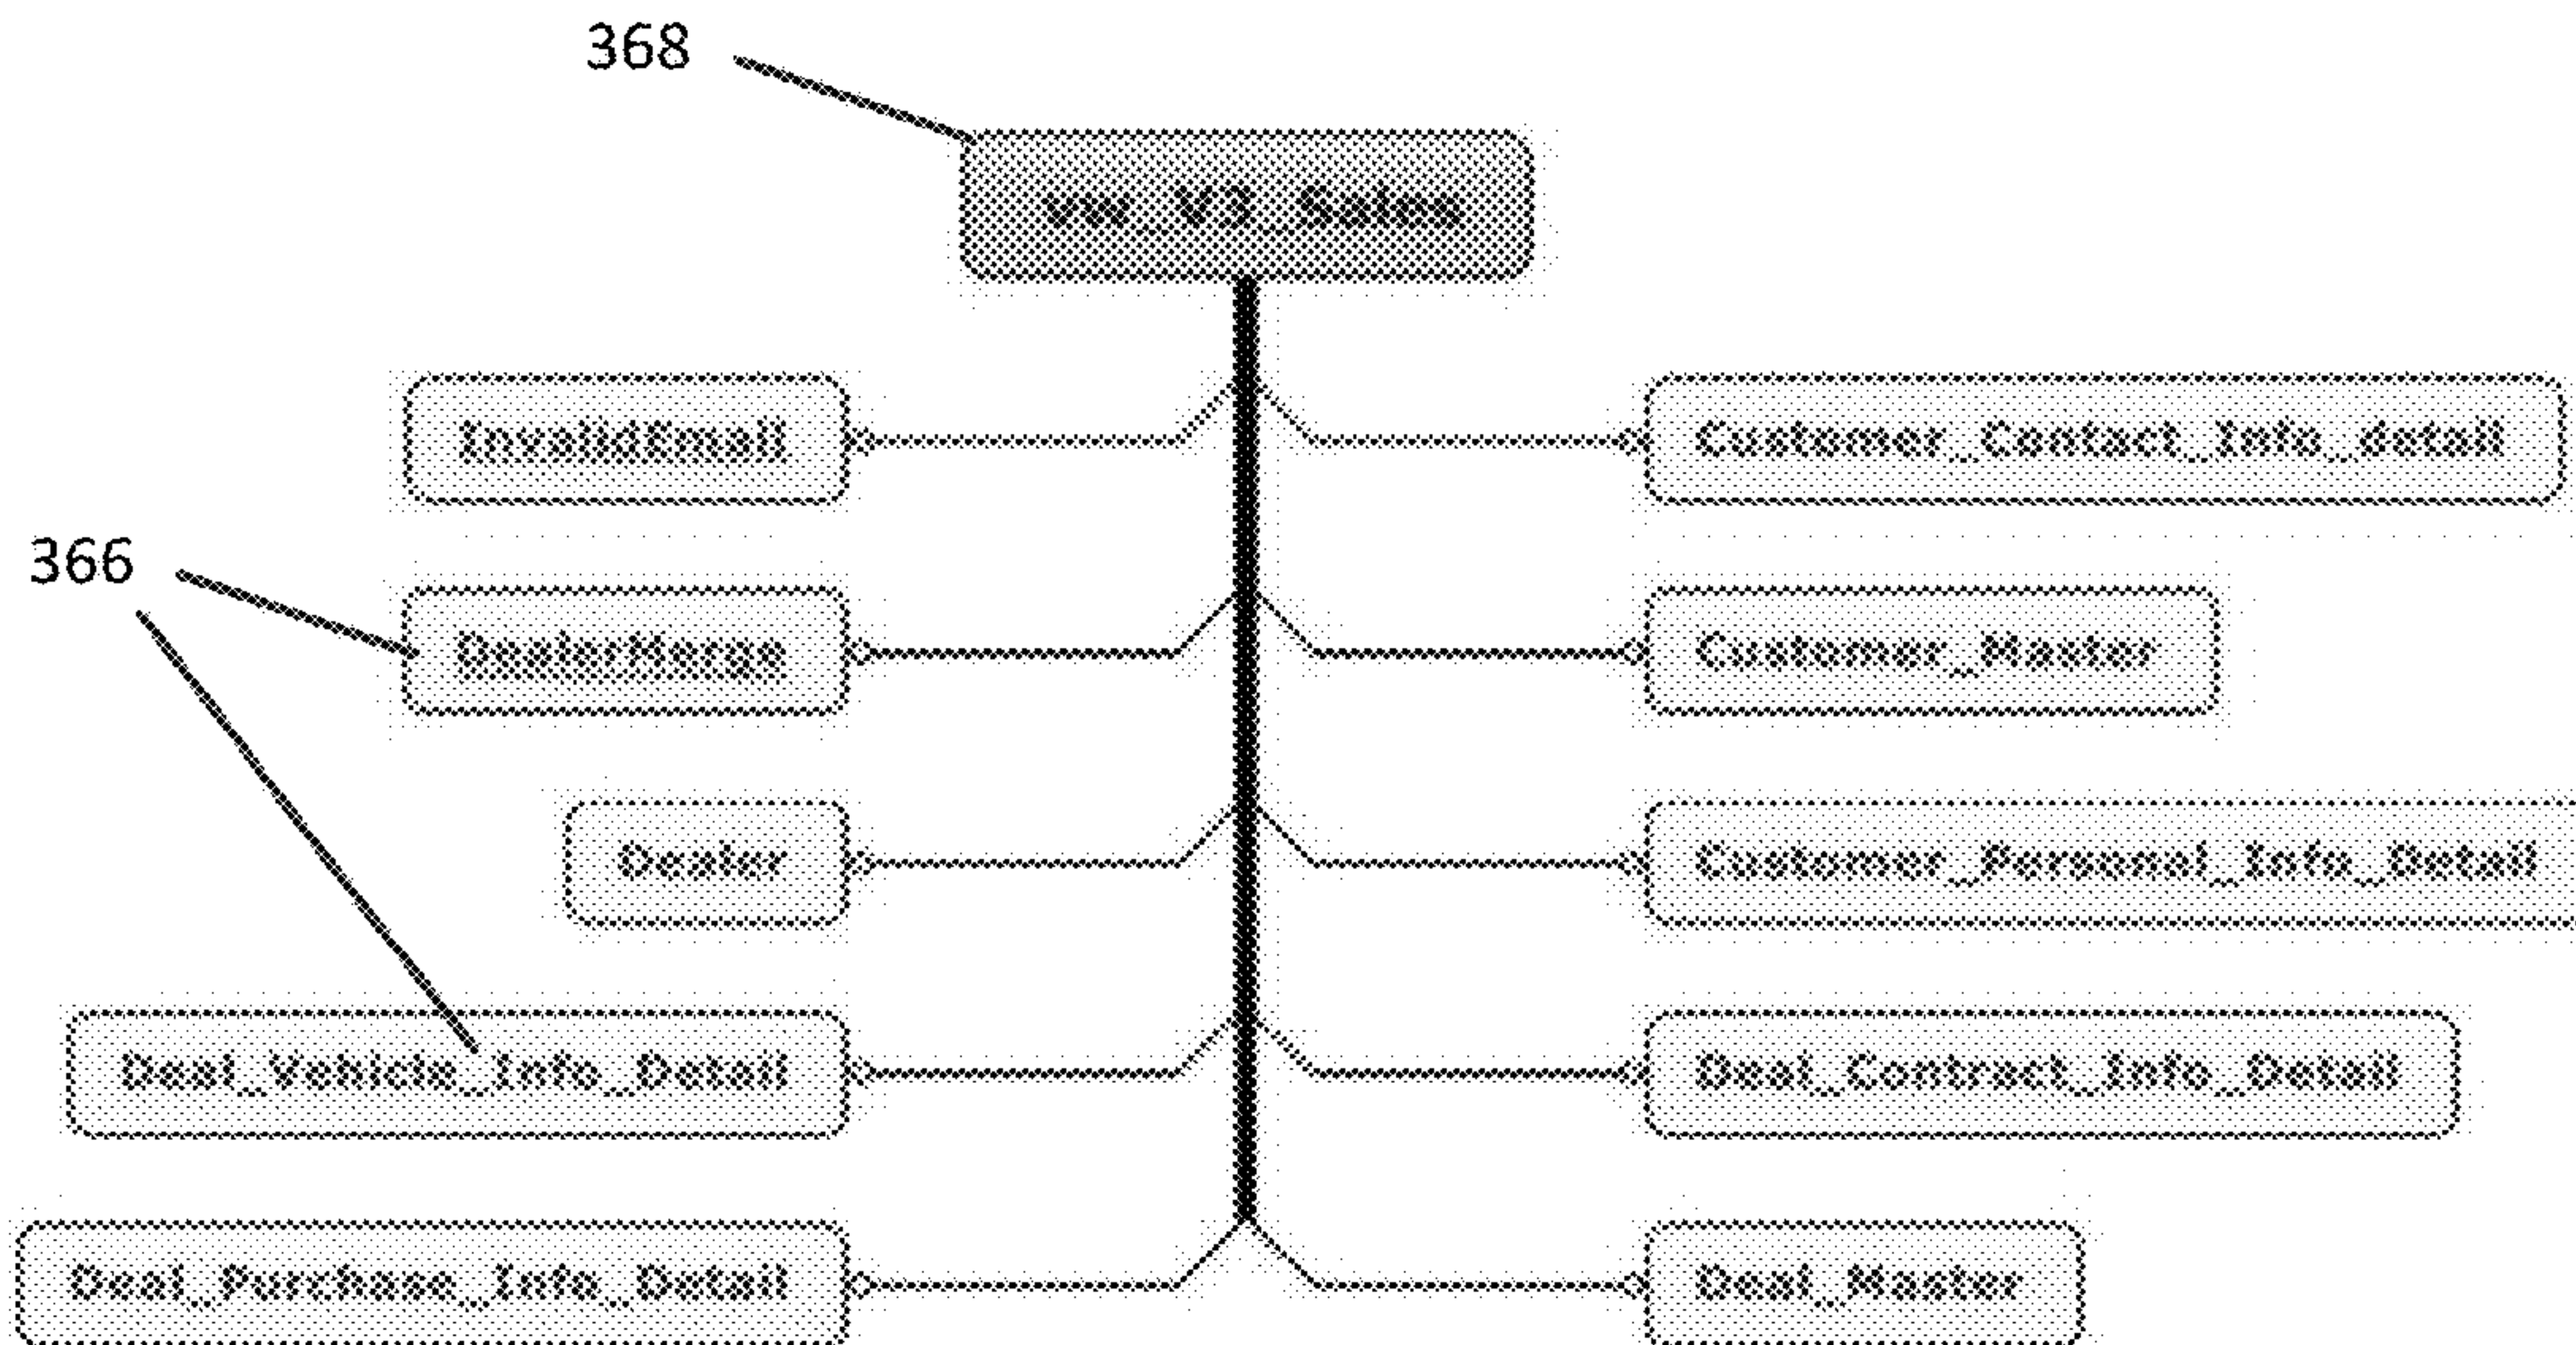 368
vw_V3_Sales
InvalidEmail
Customer_Contact_Info_detail
366
DealerMerge
Customer_Master
Dealer
Customer_Personal_Info_Detail
Deal_Vehicle_Info_Detail
Deal_Contract_Info_Detail
Deal_Purchase_Info_Detail
Deal_Master